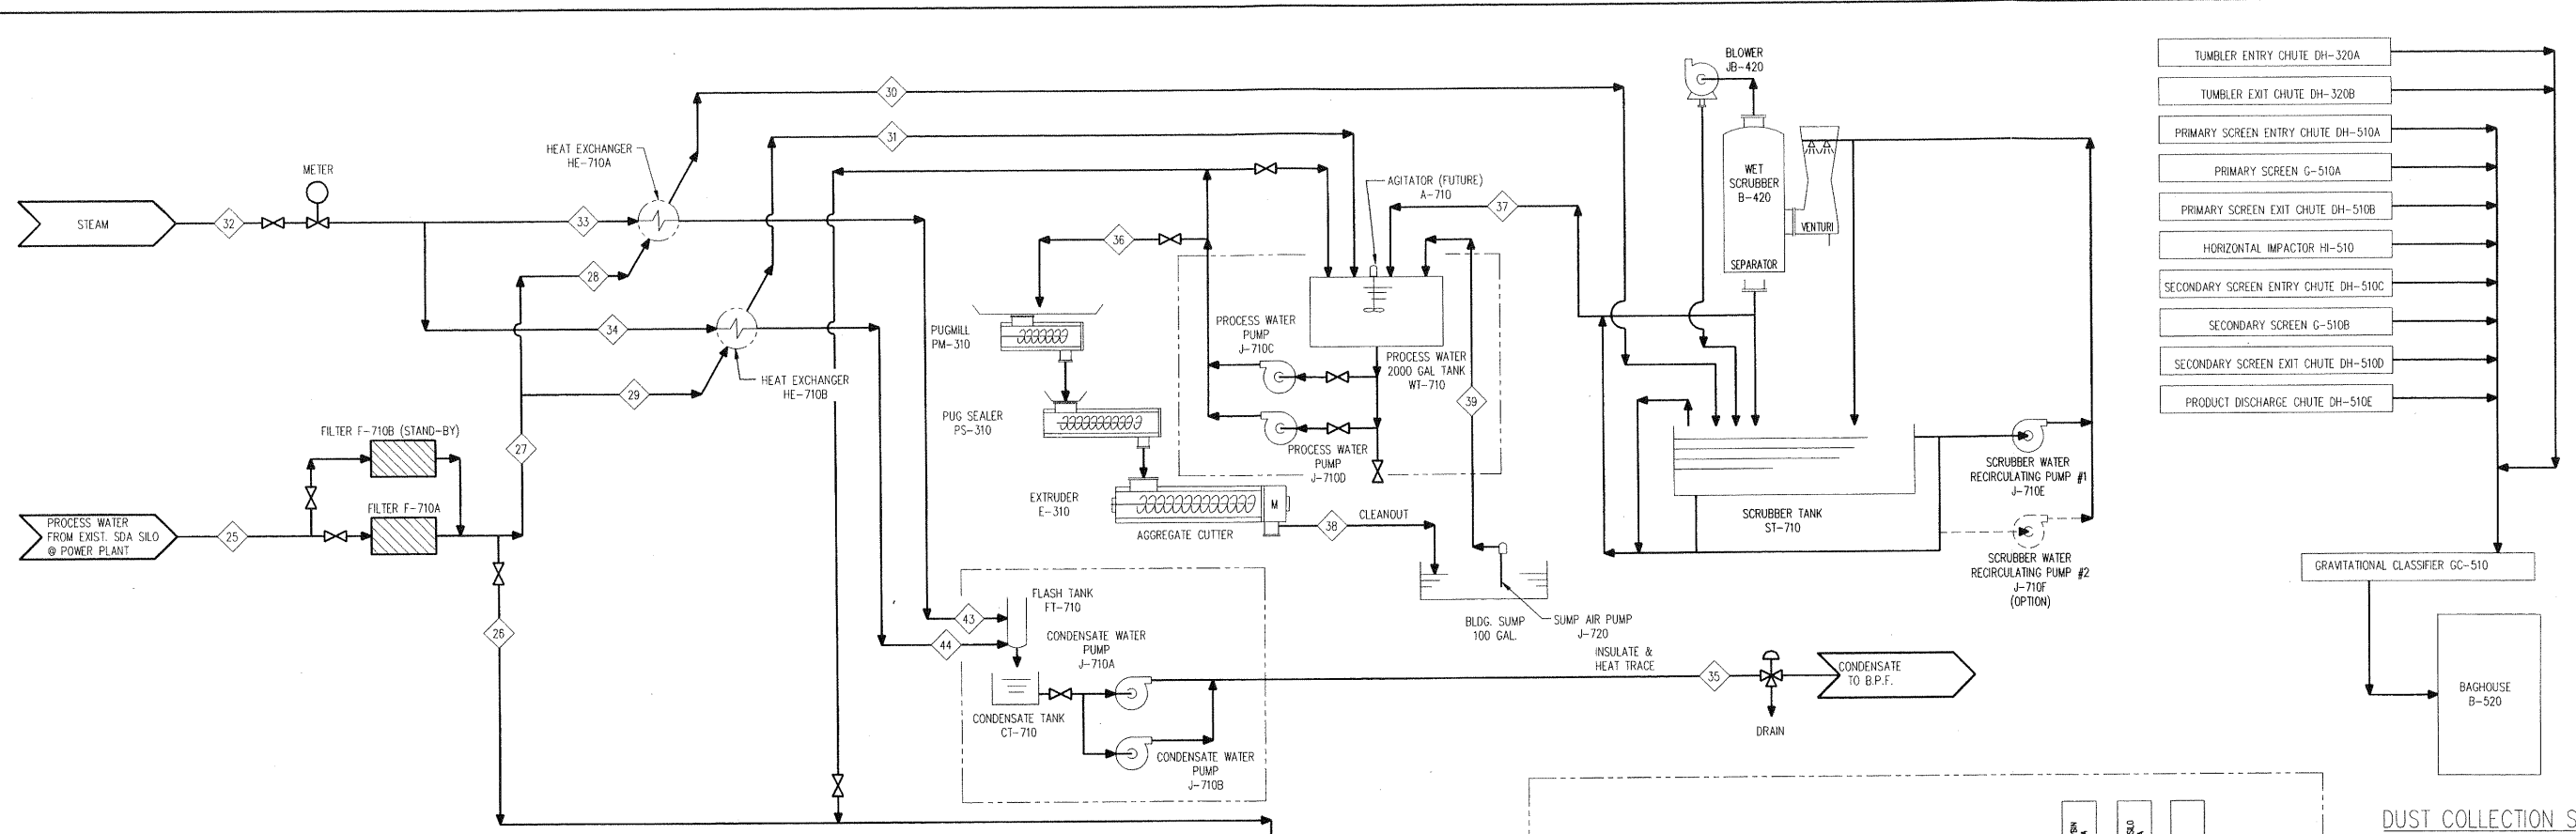 BLOWER
JB-420
TUMBLER ENTRY CHUTE DH-320A
TUMBLER EXIT CHUTE DH-320B
PRIMARY SCREEN ENTRY CHUTE DH-510A
PRIMARY SCREEN G-510A
PRIMARY SCREEN EXIT CHUTE DH-510B
HORIZONTAL IMPACTOR HI-510
SECONDARY SCREEN ENTRY CHUTE DH-510C
SECONDARY SCREEN G-510B
SECONDARY SCREEN EXIT CHUTE DH-510D
PRODUCT DISCHARGE CHUTE DH-510E
30
31
HEAT EXCHANGER
HE-710A
METER
STEAM
32
33
28
34
29
HEAT EXCHANGER
HE-710B
AGITATOR (FUTURE)
A-710
37
36
WET
SCRUBBER
B-420
VENTURI
SEPARATOR
PUGMILL
PM-310
PROCESS WATER
PUMP
J-710C
PROCESS WATER
2000 GAL TANK
WT-710
39
PUG SEALER
PS-310
PROCESS WATER
PUMP
J-710D
FILTER F-710B (STAND-BY)
27
FILTER F-710A
PROCESS WATER
FROM EXIST. SDA SILO
@ POWER PLANT
25
26
EXTRUDER
E-310
M
AGGREGATE CUTTER
38
CLEANOUT
SCRUBBER WATER
RECIRCULATING PUMP #1
J-710E
SCRUBBER TANK
ST-710
SCRUBBER WATER
RECIRCULATING PUMP #2
J-710F
(OPTION)
GRAVITATIONAL CLASSIFIER GC-510
BAGHOUSE
B-520
FLASH TANK
FT-710
43
44
CONDENSATE WATER
PUMP
J-710A
CONDENSATE TANK
CT-710
CONDENSATE WATER
PUMP
J-710B
BLDG. SUMP
100 GAL.
SUMP AIR PUMP
J-720
INSULATE &
HEAT TRACE
35
CONDENSATE
TO B.P.F.
DRAIN
DUST COLLECTION S